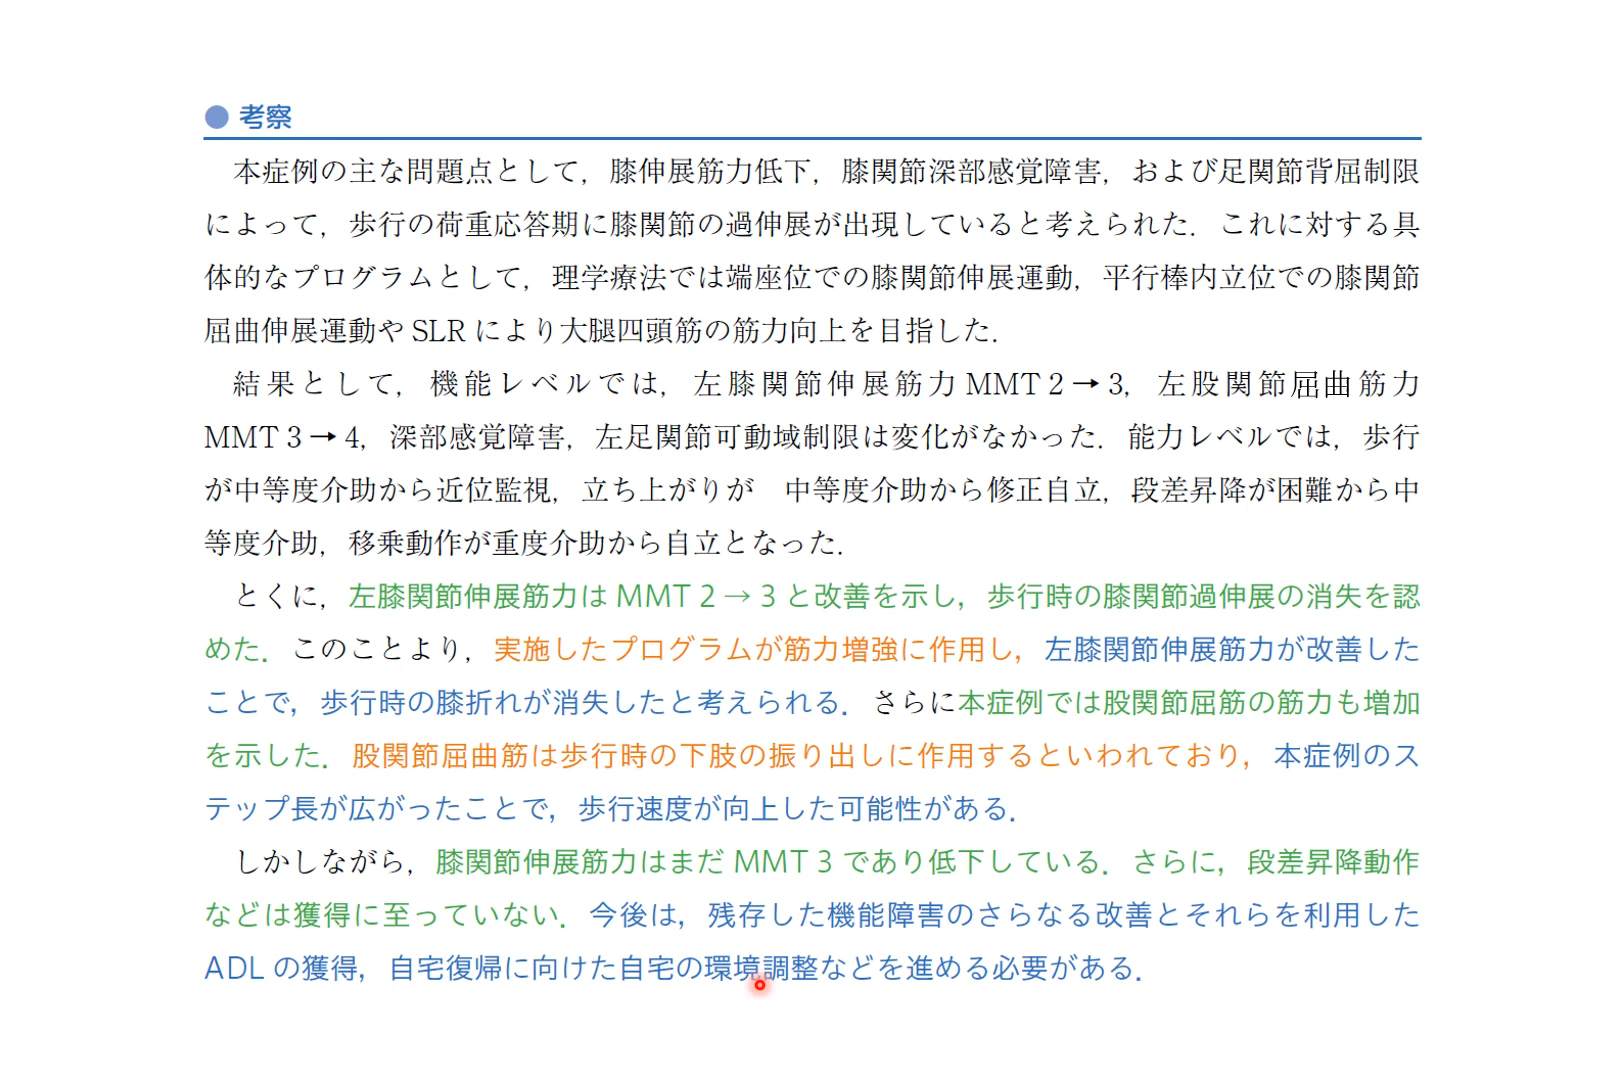 ● 考察
本症例の主な問題点として，膝伸展筋力低下，膝関節深部感覚障害，および足関節背屈制限
によって，歩行の荷重応答期に膝関節の過伸展が出現していると考えられた．これに対する具
体的なプログラムとして，理学療法では端座位での膝関節伸展運動，平行棒内立位での膝関節
屈曲伸展運動や SLR により大腿四頭筋の筋力向上を目指した．
結果として，機能レベルでは，左膝関節伸展筋力 MMT 2 → 3，左股関節屈曲筋力
MMT 3 → 4，深部感覚障害，左足関節可動域制限は変化がなかった．能力レベルでは，歩行
が中等度介助から近位監視，立ち上がりが　中等度介助から修正自立，段差昇降が困難から中
等度介助，移乗動作が重度介助から自立となった．
とくに，左膝関節伸展筋力は MMT 2 → 3 と改善を示し，歩行時の膝関節過伸展の消失を認
めた．このことより，実施したプログラムが筋力増強に作用し，左膝関節伸展筋力が改善した
ことで，歩行時の膝折れが消失したと考えられる．さらに本症例では股関節屈筋の筋力も増加
を示した．股関節屈曲筋は歩行時の下肢の振り出しに作用するといわれており，本症例のス
テップ長が広がったことで，歩行速度が向上した可能性がある．
しかしながら，膝関節伸展筋力はまだ MMT 3 であり低下している．さらに，段差昇降動作
などは獲得に至っていない．今後は，残存した機能障害のさらなる改善とそれらを利用した
ADL の獲得，自宅復帰に向けた自宅の環境調整などを進める必要がある．